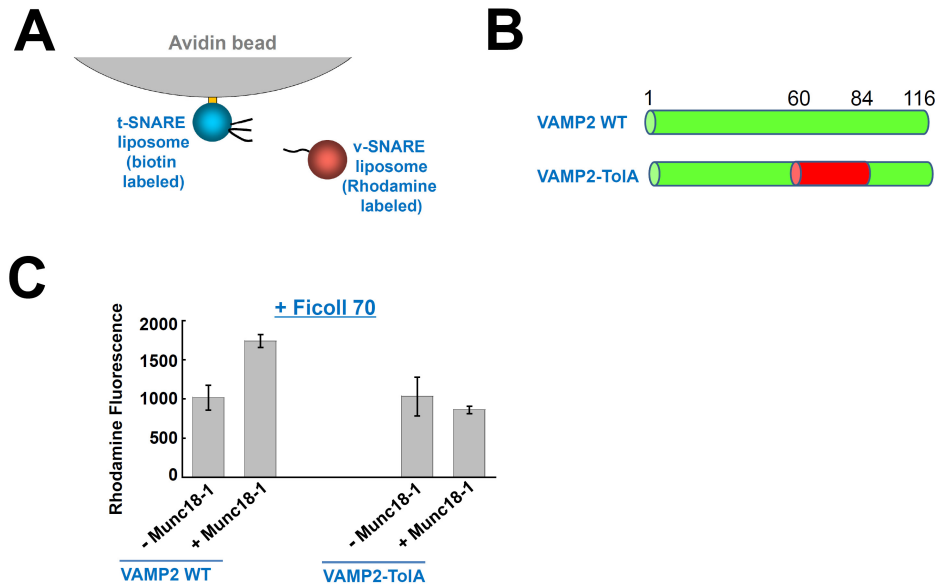 A
Avidin bead
t-SNARE
liposome
(biotin
labeled)
v-SNARE
liposome
(Rhodamine
labeled)
B
1 60 84 116
VAMP2 WT
VAMP2-TolA
C
+ Ficoll 70
Rhodamine Fluorescence
2000
1500
1000
500
0
- Munc18-1
+ Munc18-1
- Munc18-1
+ Munc18-1
VAMP2 WT
VAMP2-TolA